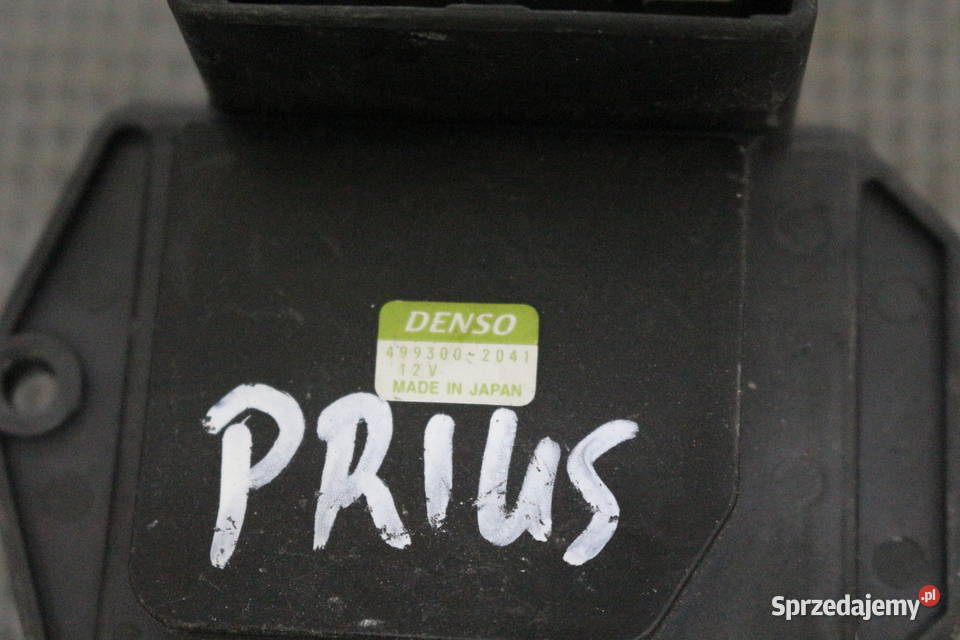 DENSO
499300-2041
12V
MADE IN JAPAN
PRIUS
Sprzedajemy.pl